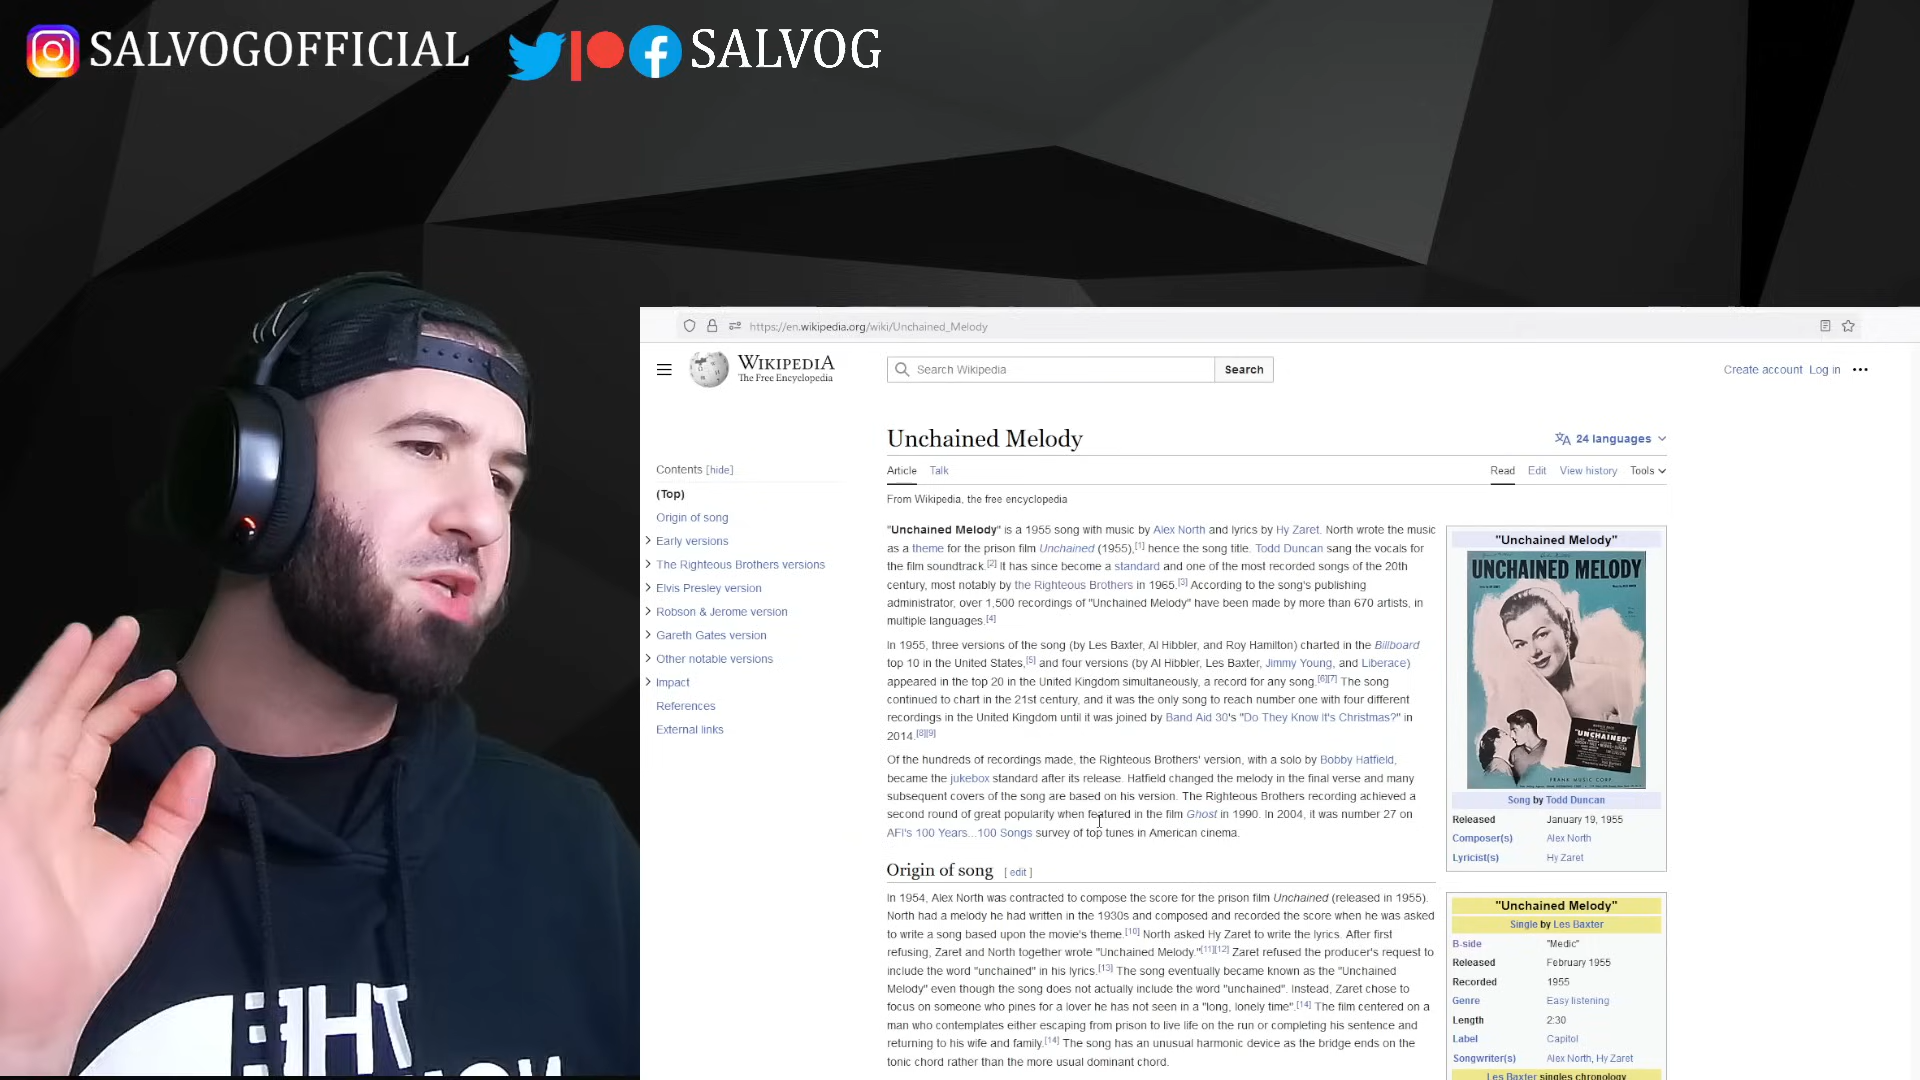 SALVOGOFFICIAL
SALVOG
https://en.wikipedia.org/wiki/Unchained_Melody
WIKIPEDIA
The Free Encyclopedia
Search Wikipedia
Search
Create account Log in
Unchained Melody
24 languages
Article Talk
Read Edit View history Tools
From Wikipedia, the free encyclopedia
Contents [hide]
(Top)
Origin of song
Early versions
The Righteous Brothers versions
Elvis Presley version
Robson & Jerome version
Gareth Gates version
Other notable versions
Impact
References
External links
"Unchained Melody" is a 1955 song with music by Alex North and lyrics by Hy Zaret. North wrote the music
as a theme for the prison film Unchained (1955),[1] hence the song title. Todd Duncan sang the vocals for
the film soundtrack.[2] It has since become a standard and one of the most recorded songs of the 20th
century, most notably by the Righteous Brothers in 1965.[3] According to the song's publishing
administrator, over 1,500 recordings of "Unchained Melody" have been made by more than 670 artists, in
multiple languages.[4]
In 1955, three versions of the song (by Les Baxter, Al Hibbler, and Roy Hamilton) charted in the Billboard
top 10 in the United States,[5] and four versions (by Al Hibbler, Les Baxter, Jimmy Young, and Liberace)
appeared in the top 20 in the United Kingdom simultaneously, a record for any song.[6][7] The song
continued to chart in the 21st century, and it was the only song to reach number one with four different
recordings in the United Kingdom until it was joined by Band Aid 30's "Do They Know It's Christmas?" in
2014.[8][9]
Of the hundreds of recordings made, the Righteous Brothers' version, with a solo by Bobby Hatfield,
became the jukebox standard after its release. Hatfield changed the melody in the final verse and many
subsequent covers of the song are based on his version. The Righteous Brothers recording achieved a
second round of great popularity when featured in the film Ghost in 1990. In 2004, it was number 27 on
AFI's 100 Years...100 Songs survey of top tunes in American cinema.
Origin of song [ edit ]
In 1954, Alex North was contracted to compose the score for the prison film Unchained (released in 1955).
North had a melody he had written in the 1930s and composed and recorded the score when he was asked
to write a song based upon the movie's theme.[10] North asked Hy Zaret to write the lyrics. After first
refusing, Zaret and North together wrote "Unchained Melody."[11][12] Zaret refused the producer's request to
include the word "unchained" in his lyrics.[13] The song eventually became known as the "Unchained
Melody" even though the song does not actually include the word "unchained". Instead, Zaret chose to
focus on someone who pines for a lover he has not seen in a "long, lonely time".[14] The film centered on a
man who contemplates either escaping from prison to live life on the run or completing his sentence and
returning to his wife and family.[14] The song has an unusual harmonic device as the bridge ends on the
tonic chord rather than the more usual dominant chord.
"Unchained Melody"
UNCHAINED MELODY
"UNCHAINED"
FRANK MUSIC CORP
Song by Todd Duncan
Released January 19, 1955
Composer(s) Alex North
Lyricist(s) Hy Zaret
"Unchained Melody"
Single by Les Baxter
B-side "Medic"
Released February 1955
Recorded 1955
Genre Easy listening
Length 2:30
Label Capitol
Songwriter(s) Alex North, Hy Zaret
Les Baxter singles chronology
THE